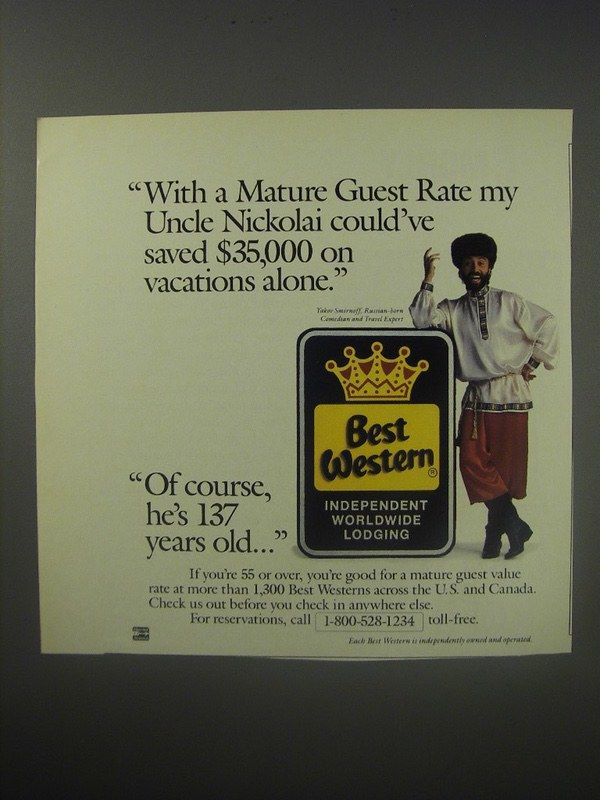 “With a Mature Guest Rate my
Uncle Nickolai could’ve
saved $35,000 on
vacations alone.”
Yakov Smirnoff, Russian-born
Comedian and Travel Expert
Best
Western®
INDEPENDENT
WORLDWIDE
LODGING
“Of course,
he’s 137
years old...”
If you’re 55 or over, you’re good for a mature guest value
rate at more than 1,300 Best Westerns across the U.S. and Canada.
Check us out before you check in anywhere else.
For reservations, call 1-800-528-1234 toll-free.
Each Best Western is independently owned and operated.